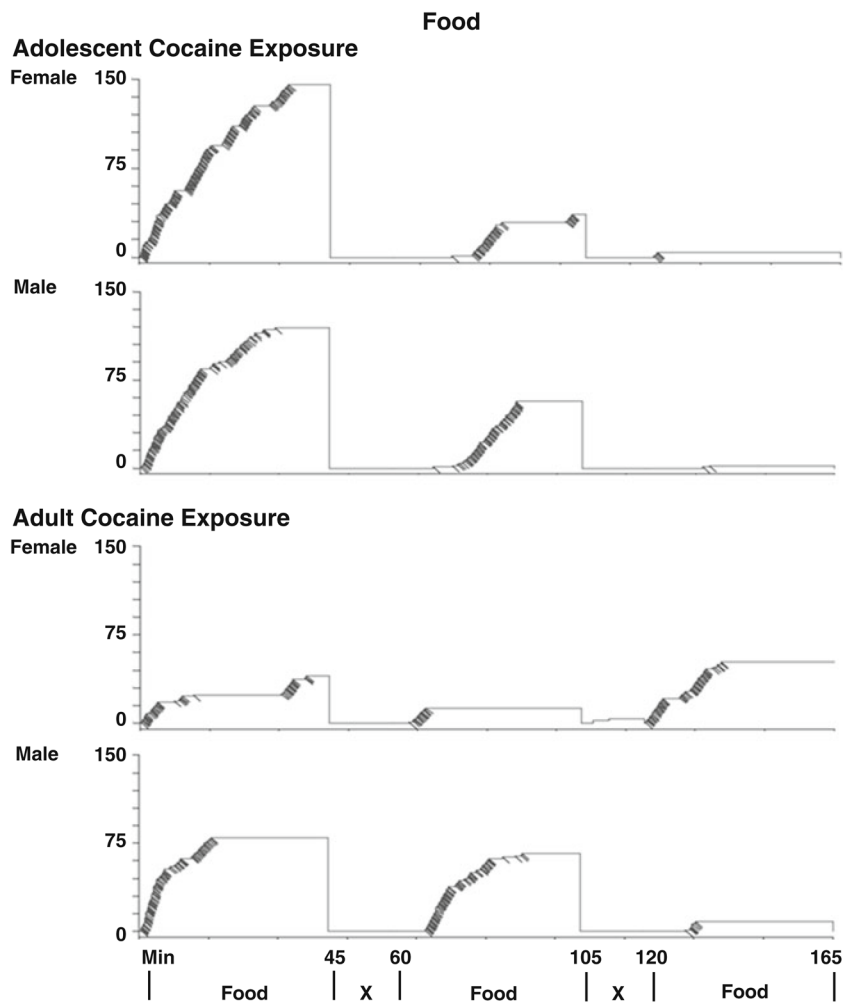 Food
Adolescent Cocaine Exposure
Female 150
75
0
Male 150
75
0
Adult Cocaine Exposure
Female 150
75
0
Male 150
75
0
Min 45 60 105 120 165
Food X Food X Food